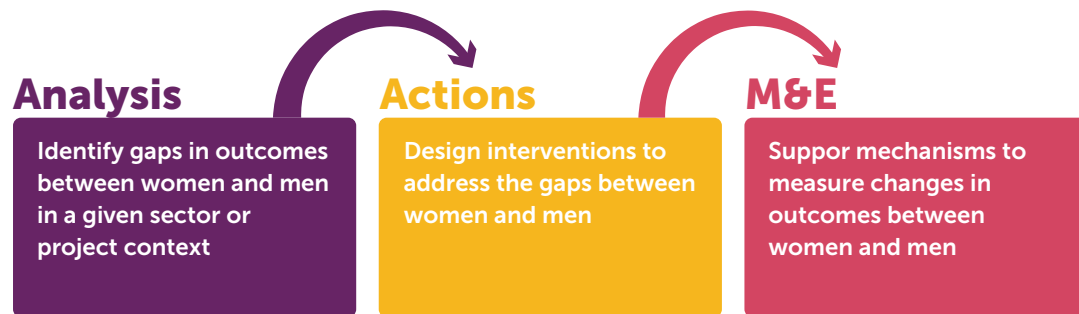 Analysis
Identify gaps in outcomes
between women and men
in a given sector or
project context
Actions
Design interventions to
address the gaps between
women and men
M&E
Suppor mechanisms to
measure changes in
outcomes between
women and men